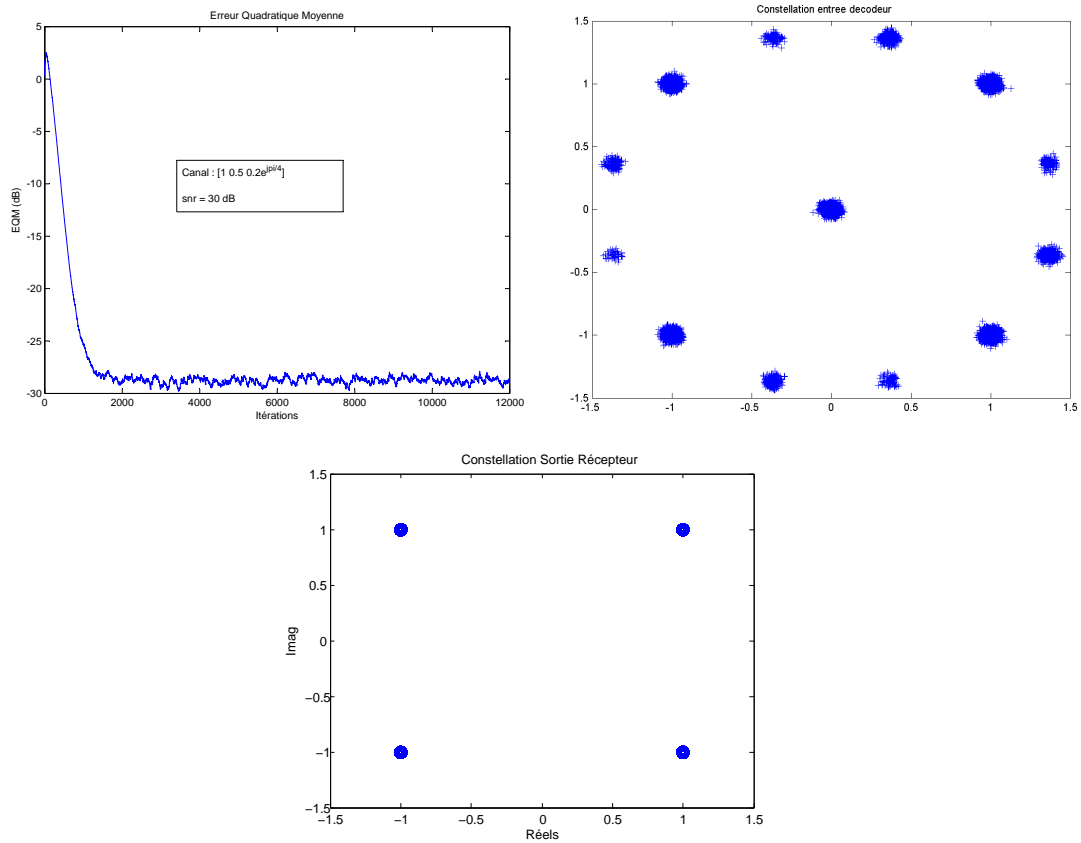 Erreur Quadratique Moyenne
5
0
-5
-10
-15
-20
-25
-30
EQM (dB)
Canal : [1 0.5 0.2e^{jpi/4}]
snr = 30 dB
0 2000 4000 6000 8000 10000 12000
Itérations
Constellation entree decodeur
1.5
1
0.5
0
-0.5
-1
-1.5
-1.5 -1 -0.5 0 0.5 1 1.5
Constellation Sortie Récepteur
1.5
1
0.5
0
−0.5
−1
−1.5
Imag
−1.5 −1 −0.5 0 0.5 1 1.5
Réels